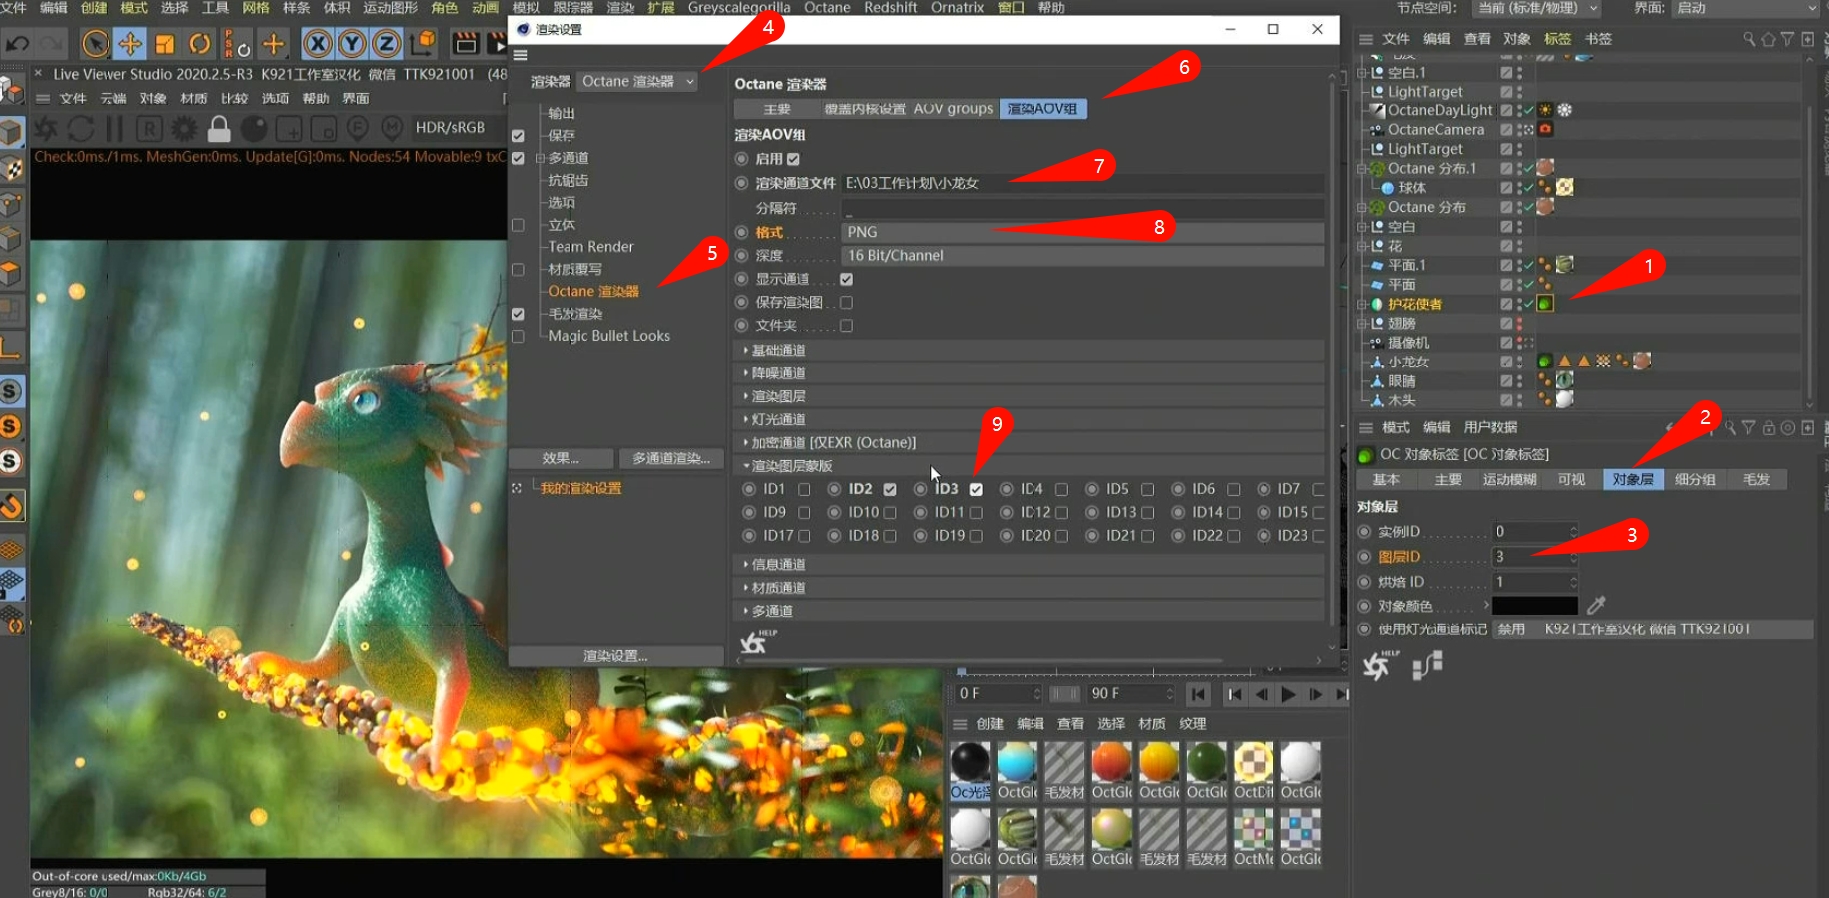 文件 编辑 创建 模式 选择 工具 网格 样条 体积 运动图形 角色 动画 模拟 跟踪器 渲染 扩展 Greyscalegorilla Octane Redshift Ornatrix 窗口 帮助
节点空间: 当前 (标准/物理) 界面: 启动
Live Viewer Studio 2020.2.5-R3 K921工作室汉化 微信 TTK921001 (48
文件 云端 对象 材质 比较 选项 帮助 界面
HDR/sRGB
Check:0ms./1ms. MeshGen:0ms. Update[G]:0ms. Nodes:54 Movable:9 txC
Out-of-core used/max:0Kb/4Gb
Grey8/16: 0/0 Rgb32/64: 6/2
渲染设置
渲染器 Octane 渲染器
输出
保存
多通道
抗锯齿
选项
立体
Team Render
材质覆写
Octane 渲染器
毛发渲染
Magic Bullet Looks
效果... 多通道渲染...
我的渲染设置
渲染设置...
Octane 渲染器
主要 覆盖内核设置 AOV groups 渲染AOV组
渲染AOV组
启用
渲染通道文件 E:\03工作计划\小龙女
分隔符 _
格式 PNG
深度 16 Bit/Channel
显示通道
保存渲染图
文件夹
基础通道
降噪通道
渲染图层
灯光通道
加密通道 [仅EXR (Octane)]
渲染图层蒙版
ID1 ID2 ID3 ID4 ID5 ID6 ID7
ID9 ID10 ID11 ID12 ID13 ID14 ID15
ID17 ID18 ID19 ID20 ID21 ID22 ID23
信息通道
材质通道
多通道
HELP
4
5
6
7
8
9
0 F 90 F
创建 编辑 查看 选择 材质 纹理
Oc光泽 OctGlo 毛发材 OctGlo OctGlo OctGlo OctDif OctGlo
OctGlo OctGlo 毛发材 OctGlo 毛发材 毛发材 OctMe OctGlo
文件 编辑 查看 对象 标签 书签
空白.1
LightTarget
OctaneDayLight
OctaneCamera
LightTarget
Octane 分布.1
球体
Octane 分布
空白
花
平面.1
平面
护花使者
翅膀
摄像机
小龙女
眼睛
木头
1
模式 编辑 用户数据
2
OC 对象标签 [OC 对象标签]
基本 主要 运动模糊 可视 对象层 细分组 毛发
对象层
实例ID 0
图层ID 3
3
烘焙 ID 1
对象颜色
使用灯光通道标记 禁用 K921工作室汉化 微信 TTK921001
HELP